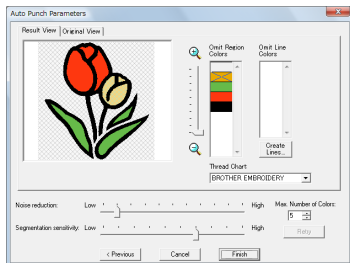 Auto Punch Parameters
Result View Original View
Omit Region Colors
Omit Line Colors
Create Lines...
Thread Chart
BROTHER EMBROIDERY
Noise reduction: Low High
Max. Number of Colors:
5
Segmentation sensitivity: Low High
Retry
< Previous Cancel Finish